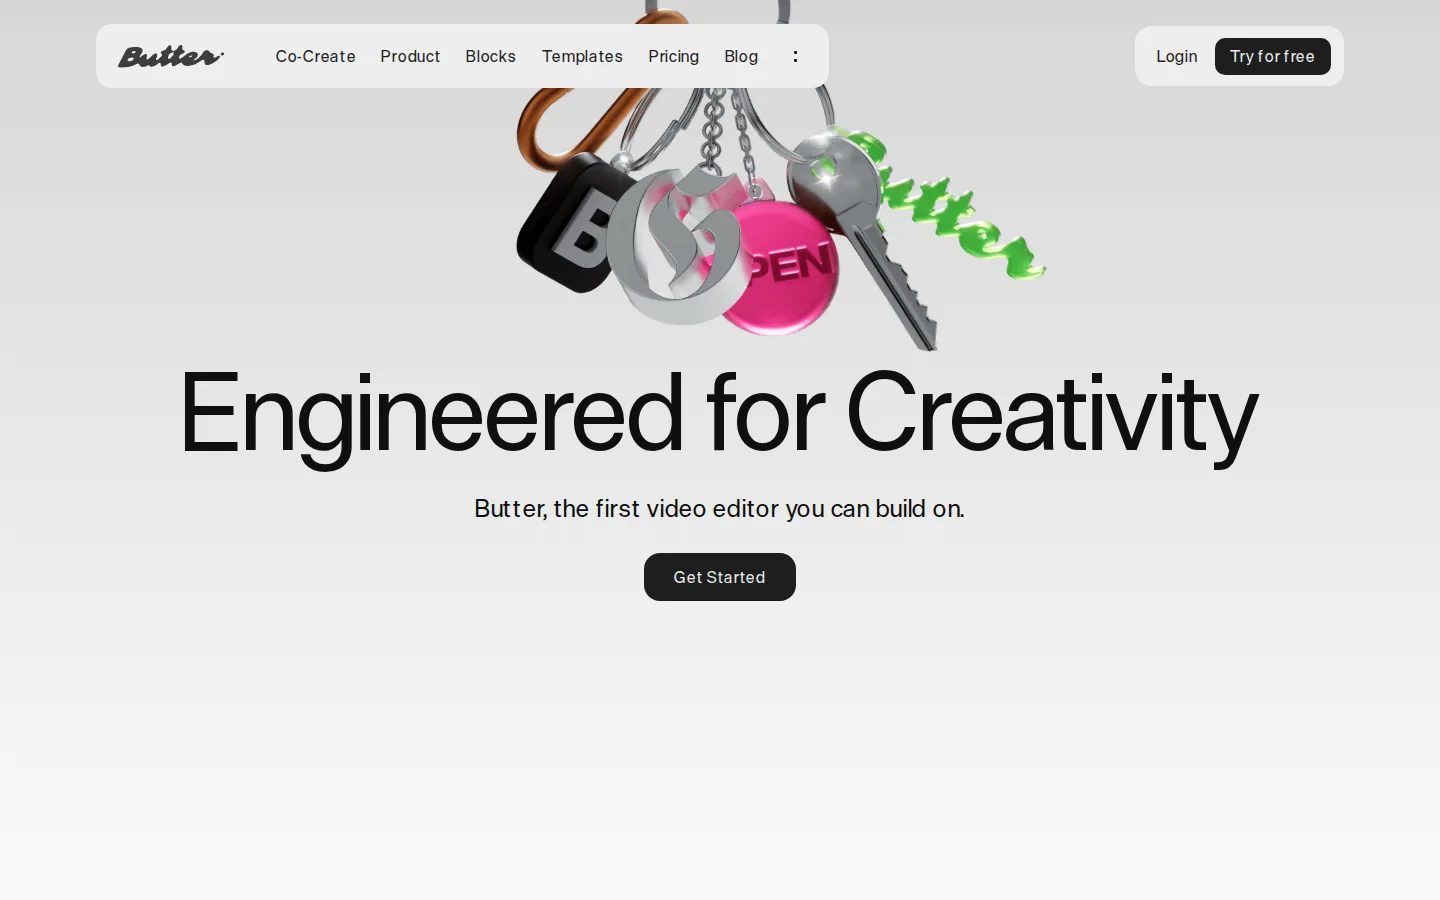 Butter
Co-Create Product Blocks Templates Pricing Blog
Login Try for free
B
PEN
Butter
Engineered for Creativity
Butter, the first video editor you can build on.
Get Started